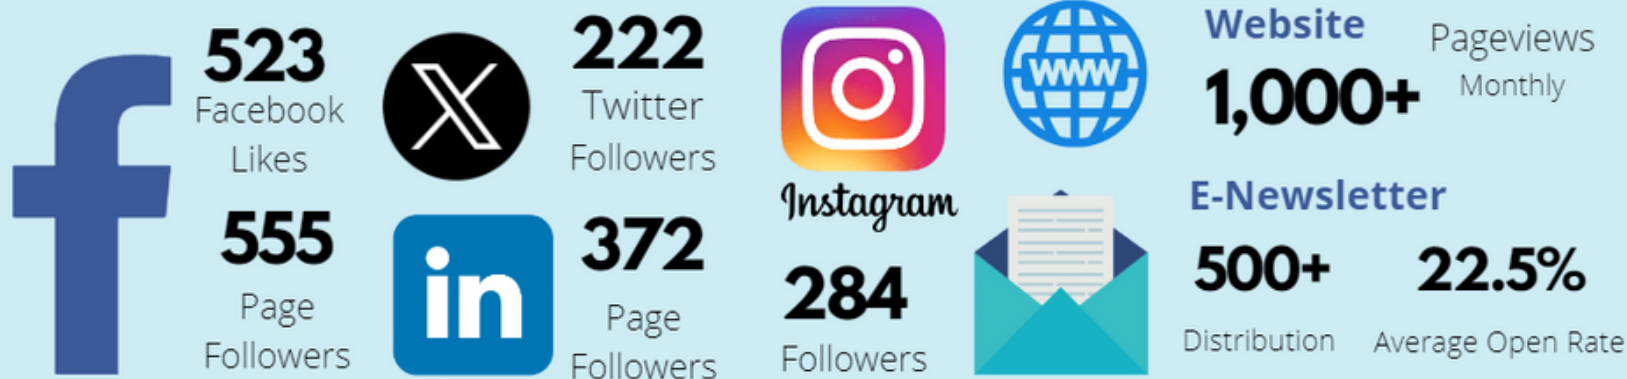 523
Facebook
Likes
555
Page
Followers
222
Twitter
Followers
in
372
Page
Followers
Instagram
284
Followers
www
Website
1,000+
Pageviews
Monthly
E-Newsletter
500+
Distribution
22.5%
Average Open Rate